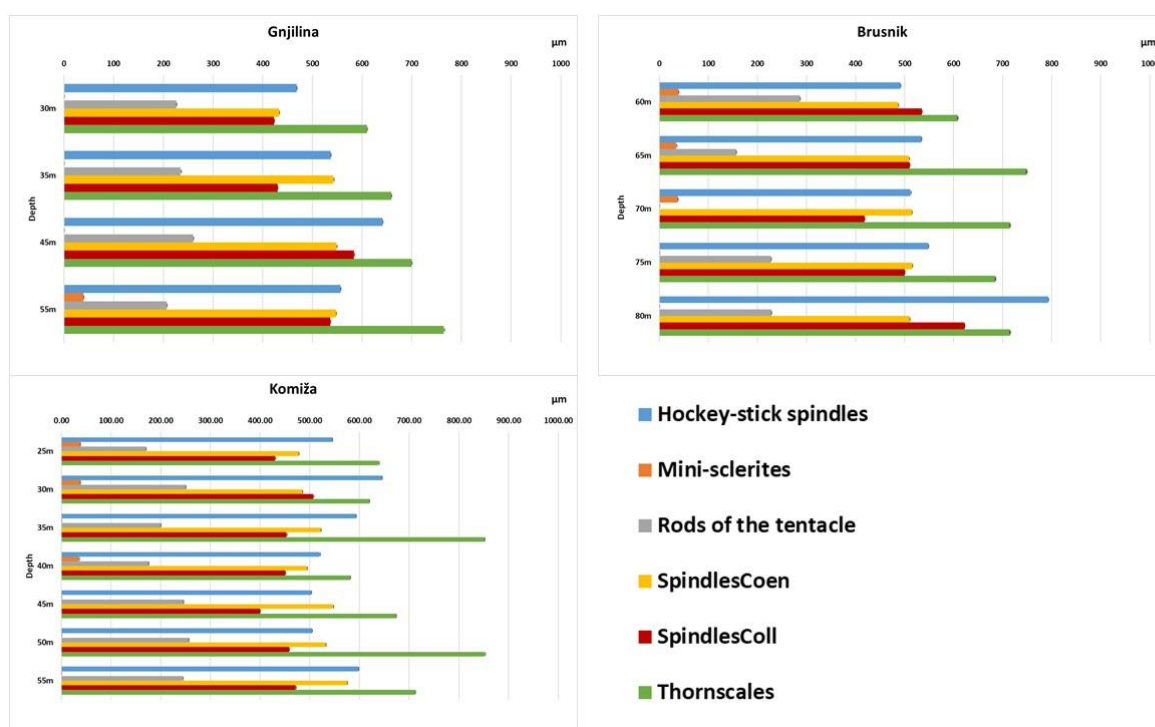 Gnjilina
µm
0 100 200 300 400 500 600 700 800 900 1000
30m
35m
45m
55m
Depth
Brusnik
µm
0 100 200 300 400 500 600 700 800 900 1000
60m
65m
70m
75m
80m
Depth
Komiža
µm
0.00 100.00 200.00 300.00 400.00 500.00 600.00 700.00 800.00 900.00 1000.00
25m
30m
35m
40m
45m
50m
55m
Depth
Hockey-stick spindles
Mini-sclerites
Rods of the tentacle
SpindlesCoen
SpindlesColl
Thornscales